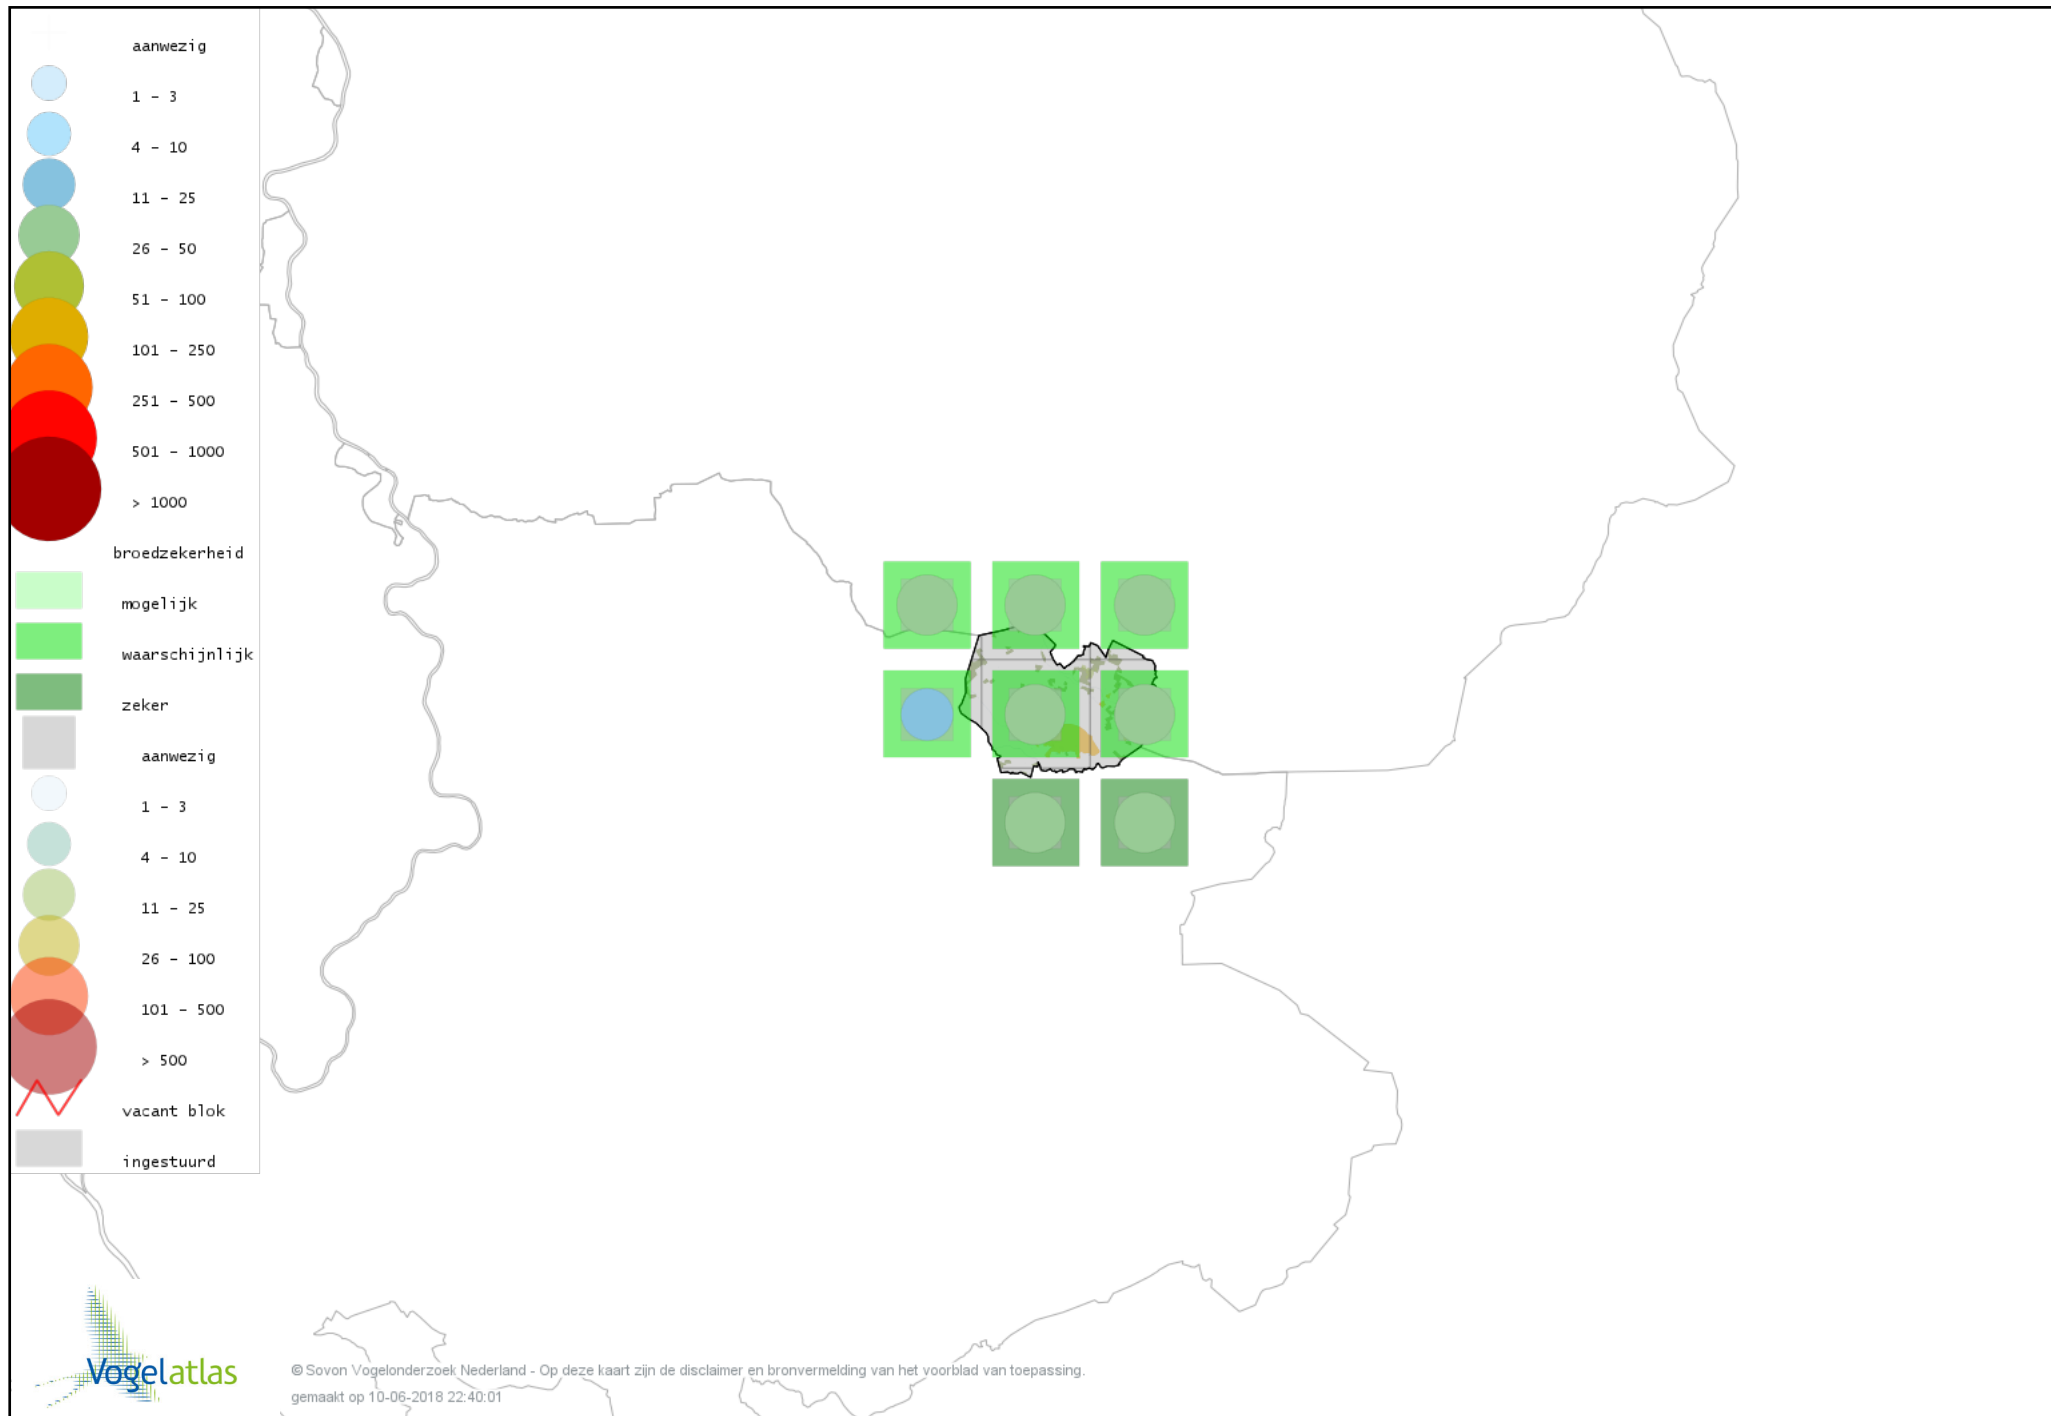 aanwezig
1 - 3
4 - 10
11 - 25
26 - 50
51 - 100
101 - 250
251 - 500
501 - 1000
> 1000
broedzekerheid
mogelijk
waarschijnlijk
zeker
aanwezig
1 - 3
4 - 10
11 - 25
26 - 100
101 - 500
> 500
vacant blok
ingestuurd
Vogelatlas
© Sovon Vogelonderzoek Nederland - Op deze kaart zijn de disclaimer en bronvermelding van het voorblad van toepassing.
gemaakt op 10-06-2018 22:40:01